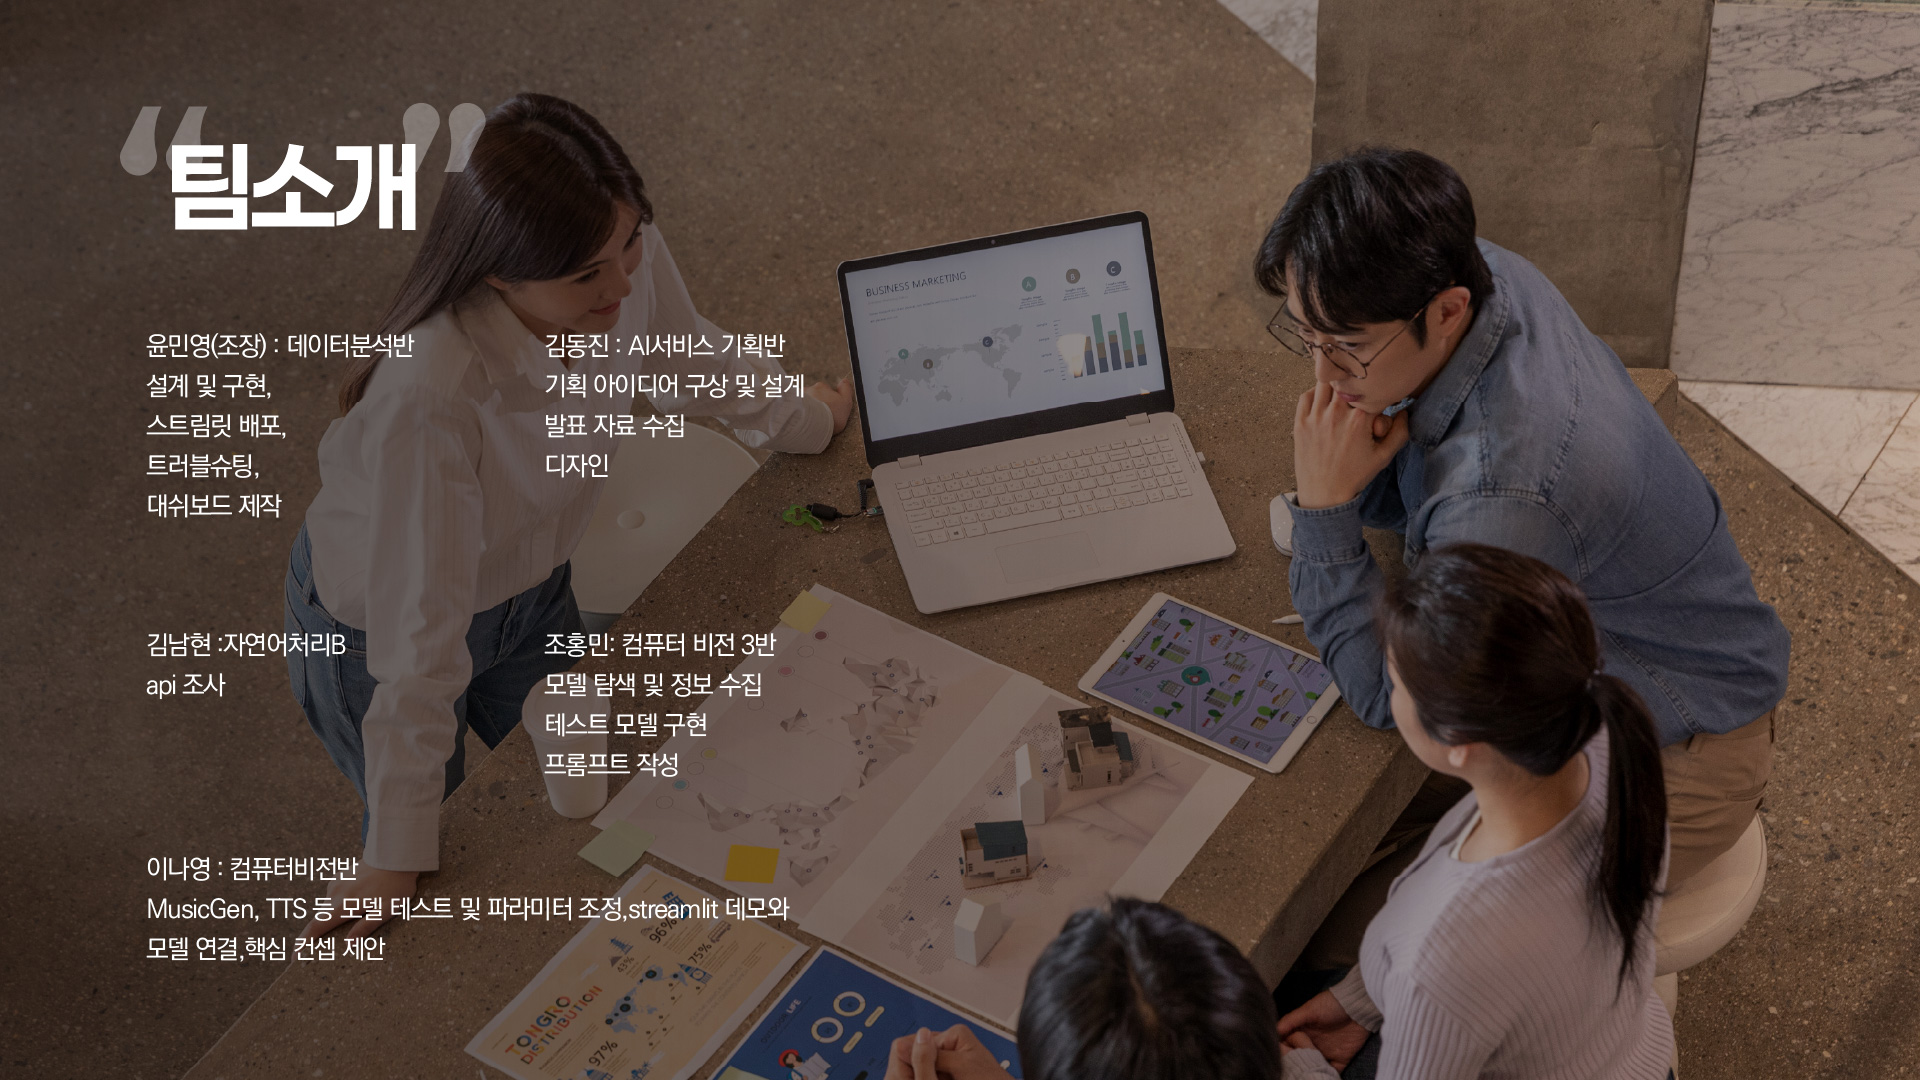 “팀소개”
윤민영(조장) : 데이터분석반
설계 및 구현,
스트림릿 배포,
트러블슈팅,
대쉬보드 제작
김동진 : AI서비스 기획반
기획 아이디어 구상 및 설계
발표 자료 수집
디자인
김남현 :자연어처리B
api 조사
조홍민: 컴퓨터 비전 3반
모델 탐색 및 정보 수집
테스트 모델 구현
프롬프트 작성
이나영 : 컴퓨터비전반
MusicGen, TTS 등 모델 테스트 및 파라미터 조정,streamlit 데모와
모델 연결,핵심 컨셉 제안
BUSINESS MARKETING
A
B
C
96%
43%
75%
TONGRO
DISTRIBUTION
97%
LIFE